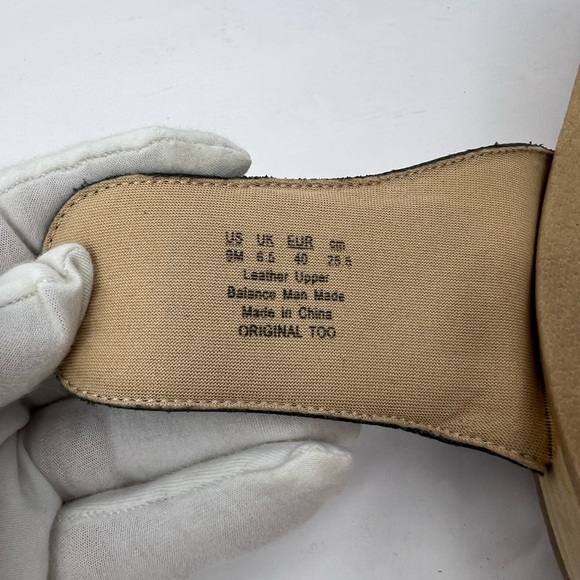 US UK EUR cm
9M 6.5 40 25.5
Leather Upper
Balance Man Made
Made in China
ORIGINAL TOO